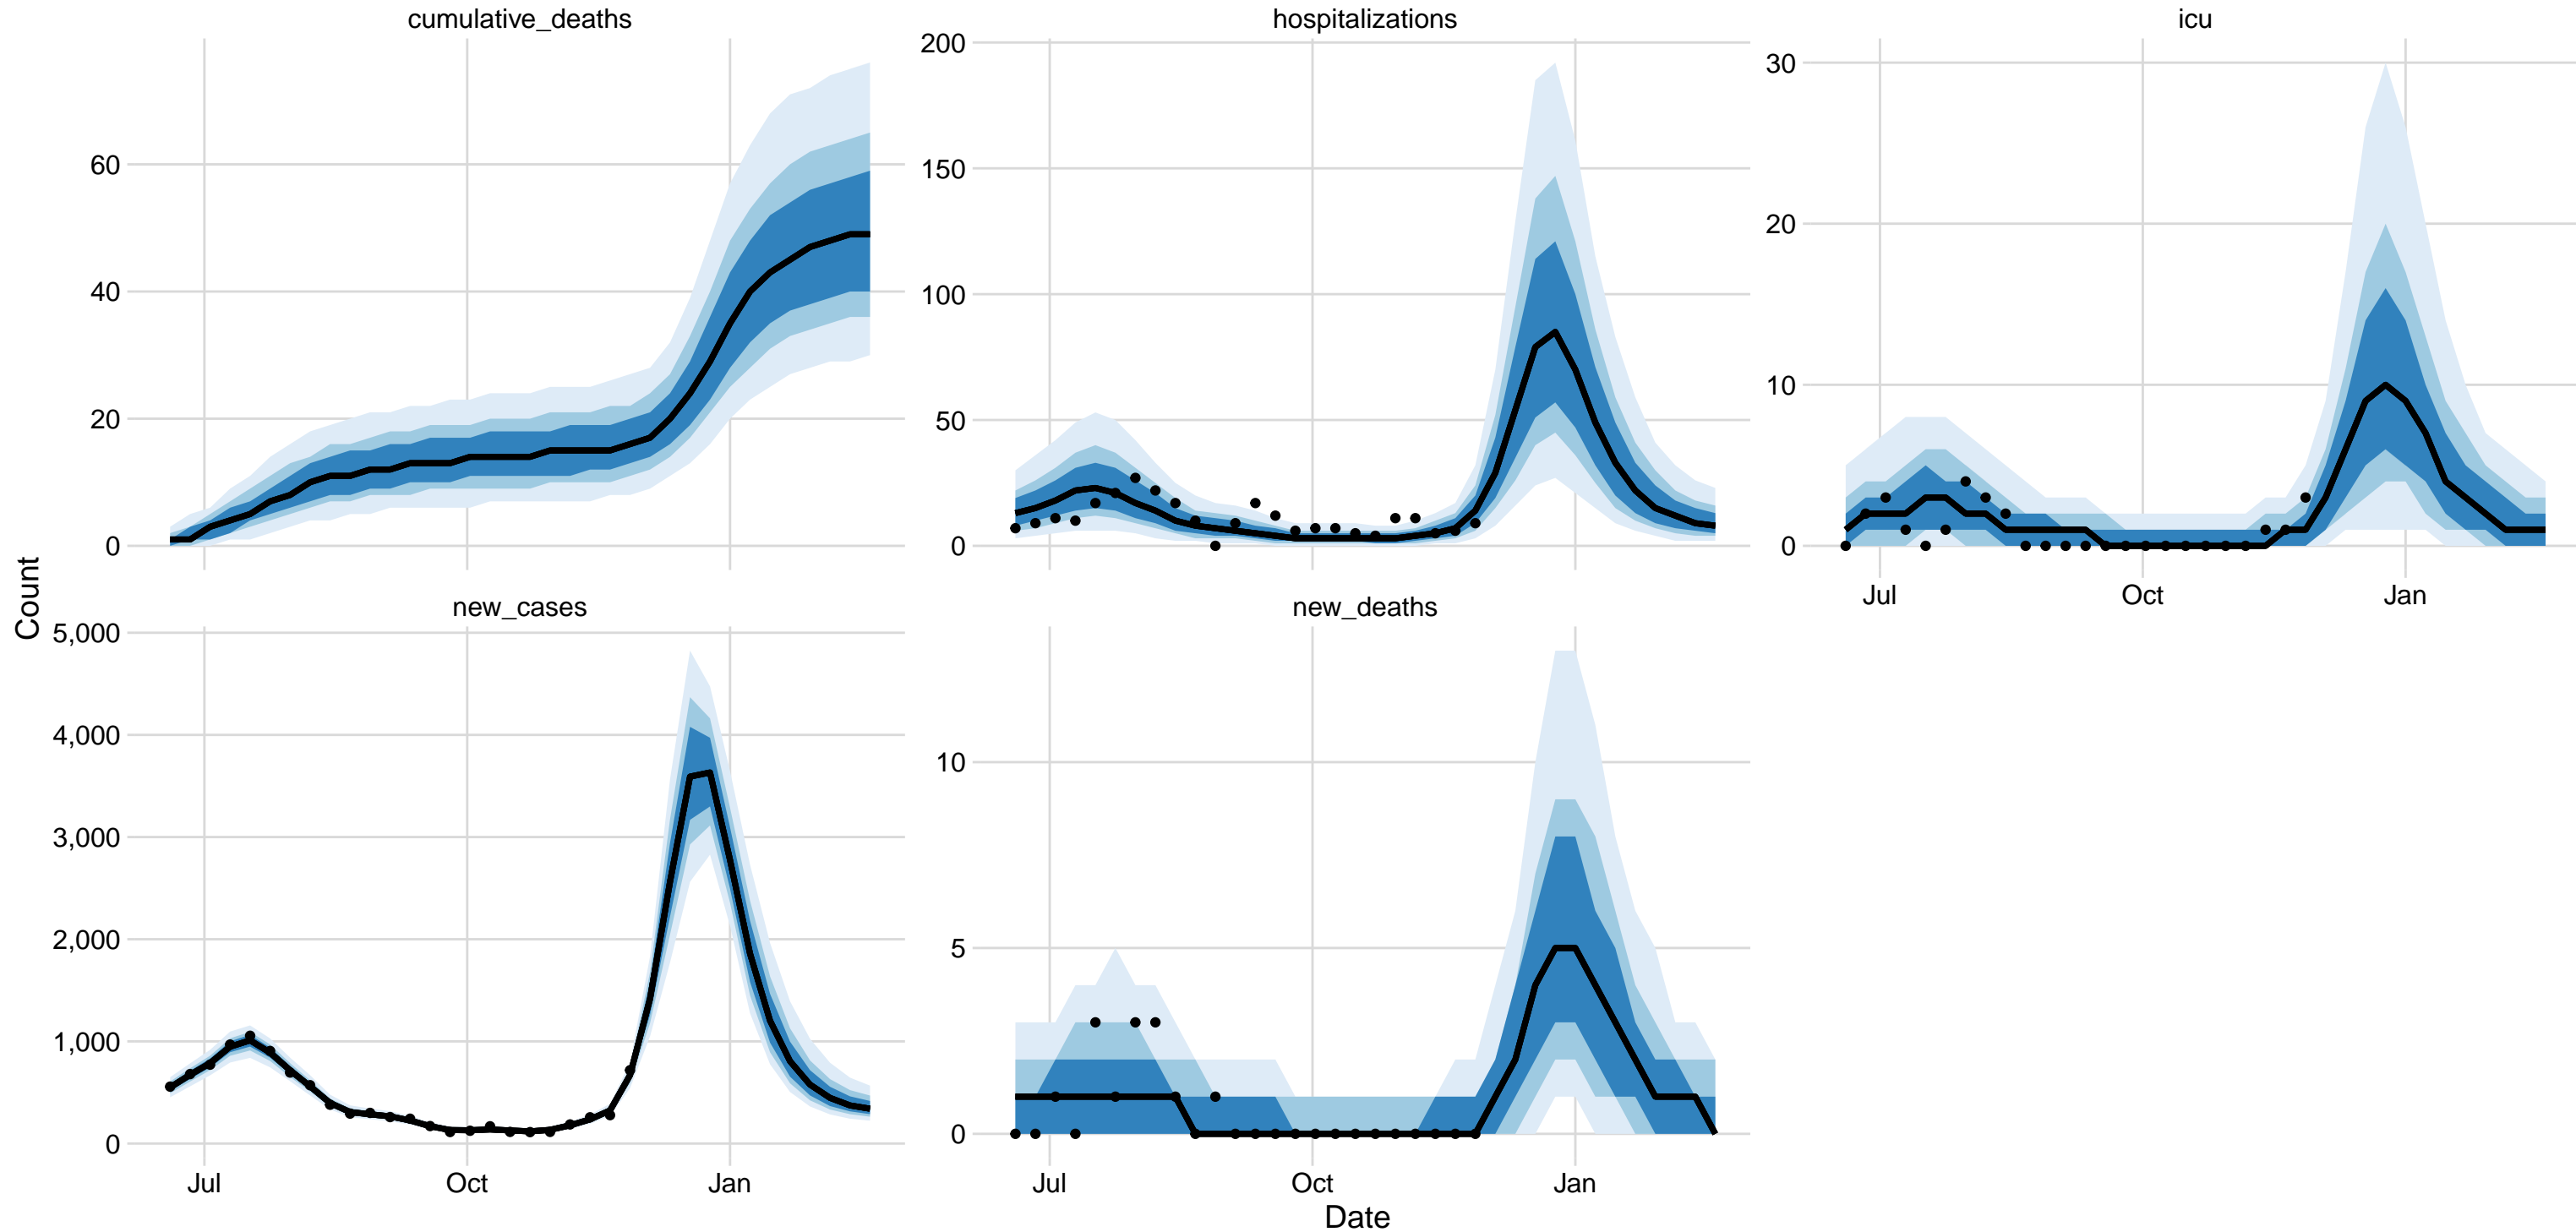 cumulative_deaths
hospitalizations
icu
60
40
20
0
200
150
100
50
0
30
20
10
0
Jul
Oct
Jan
Count
new_cases
new_deaths
5,000
4,000
3,000
2,000
1,000
0
10
5
0
Jul
Oct
Jan
Jul
Oct
Jan
Date